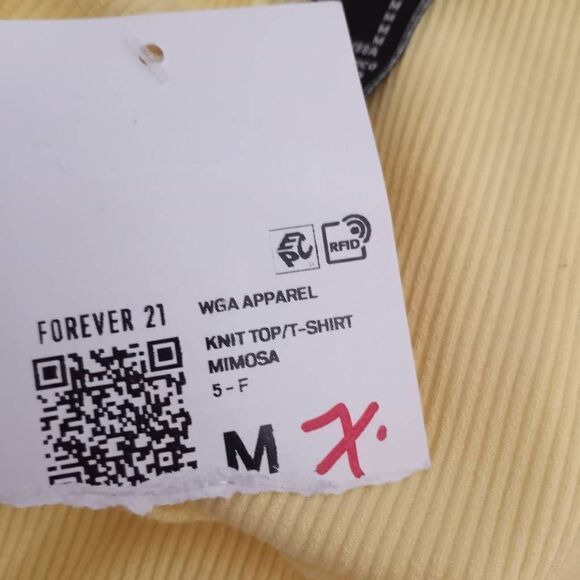 EPC
RFID
FOREVER 21
WGA APPAREL
KNIT TOP/T-SHIRT
MIMOSA
5 - F
M
X.